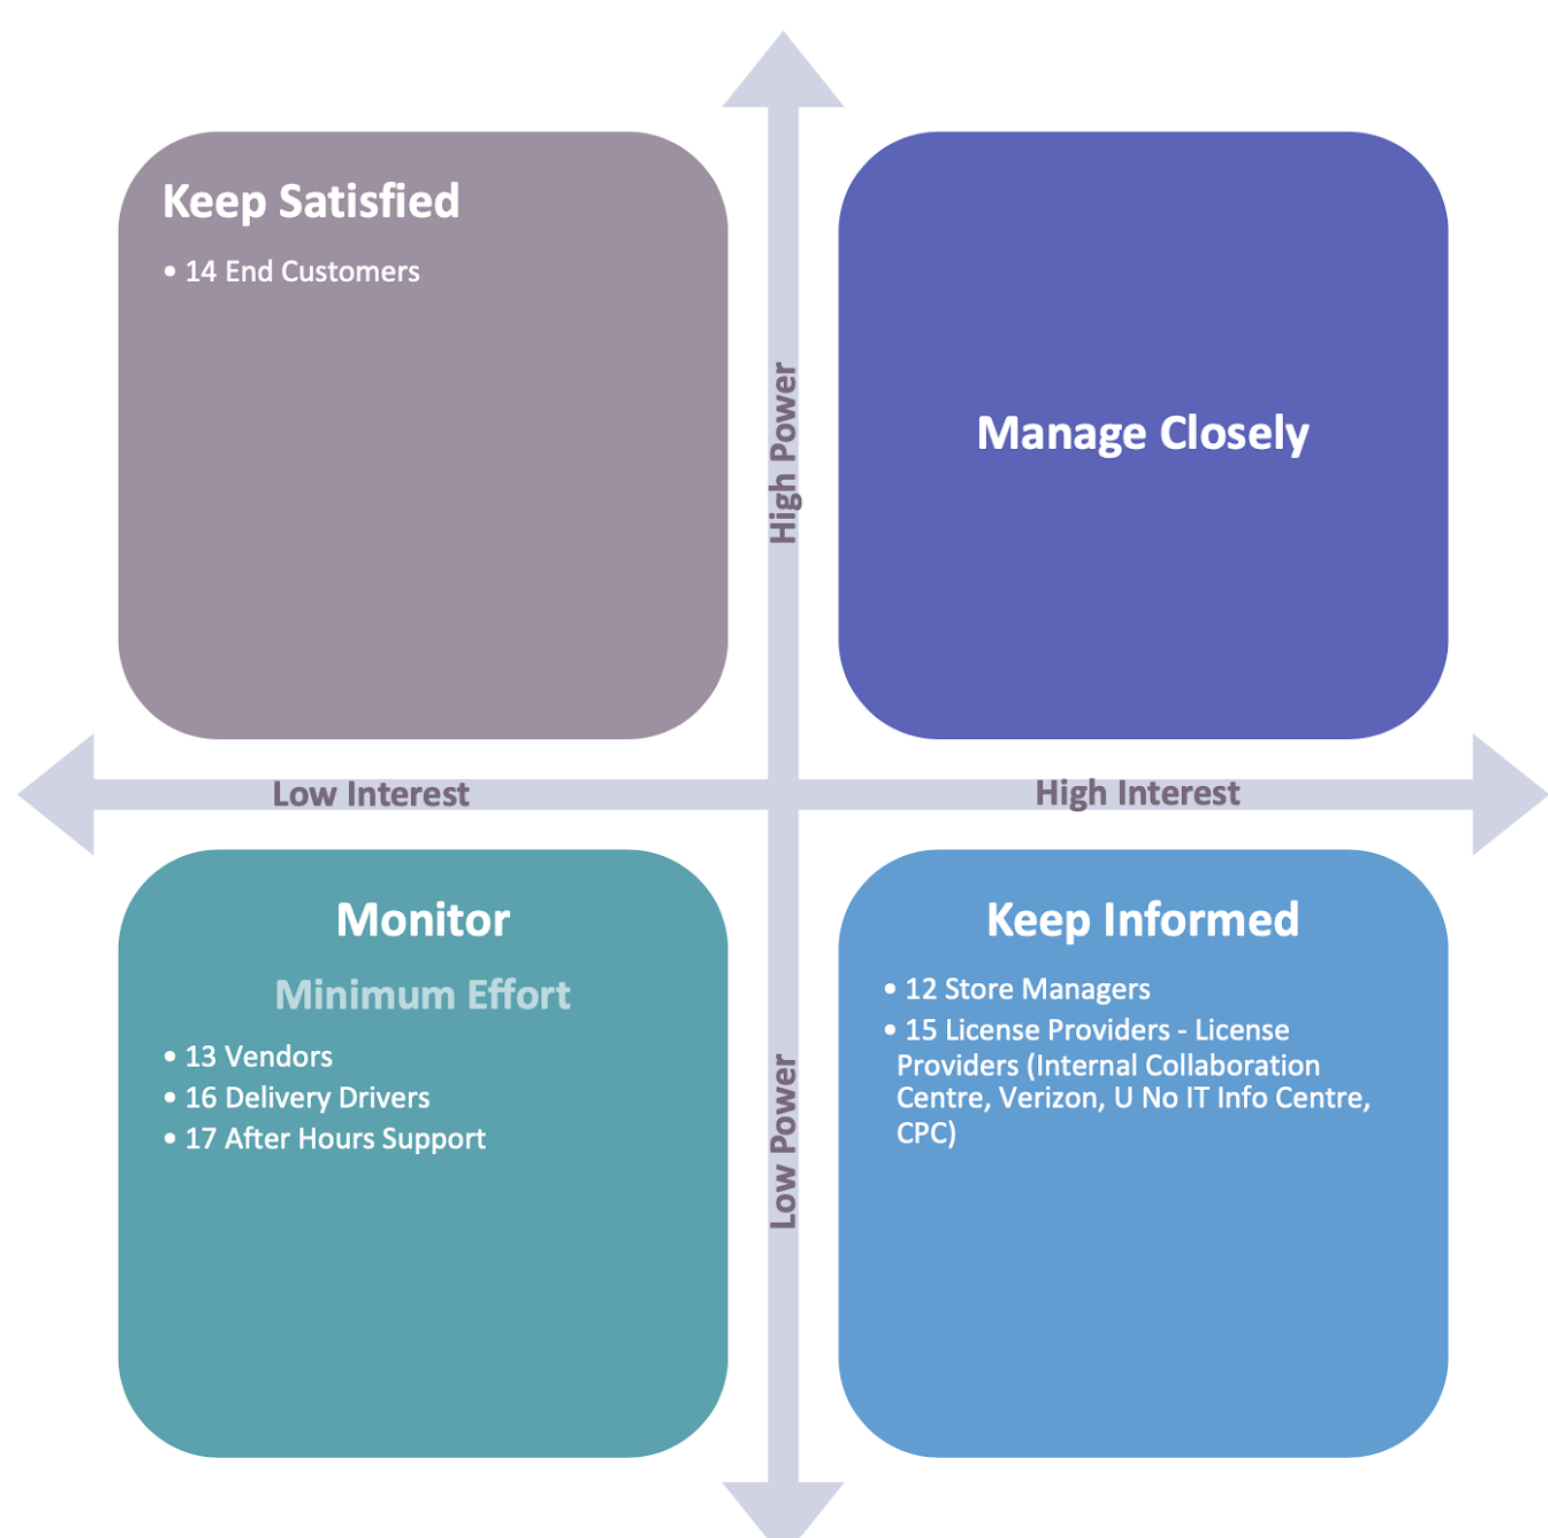 Keep Satisfied
• 14 End Customers
High Power
Manage Closely
Low Interest
High Interest
Monitor
Minimum Effort
• 13 Vendors
• 16 Delivery Drivers
• 17 After Hours Support
Low Power
Keep Informed
• 12 Store Managers
• 15 License Providers - License
Providers (Internal Collaboration
Centre, Verizon, U No IT Info Centre,
CPC)